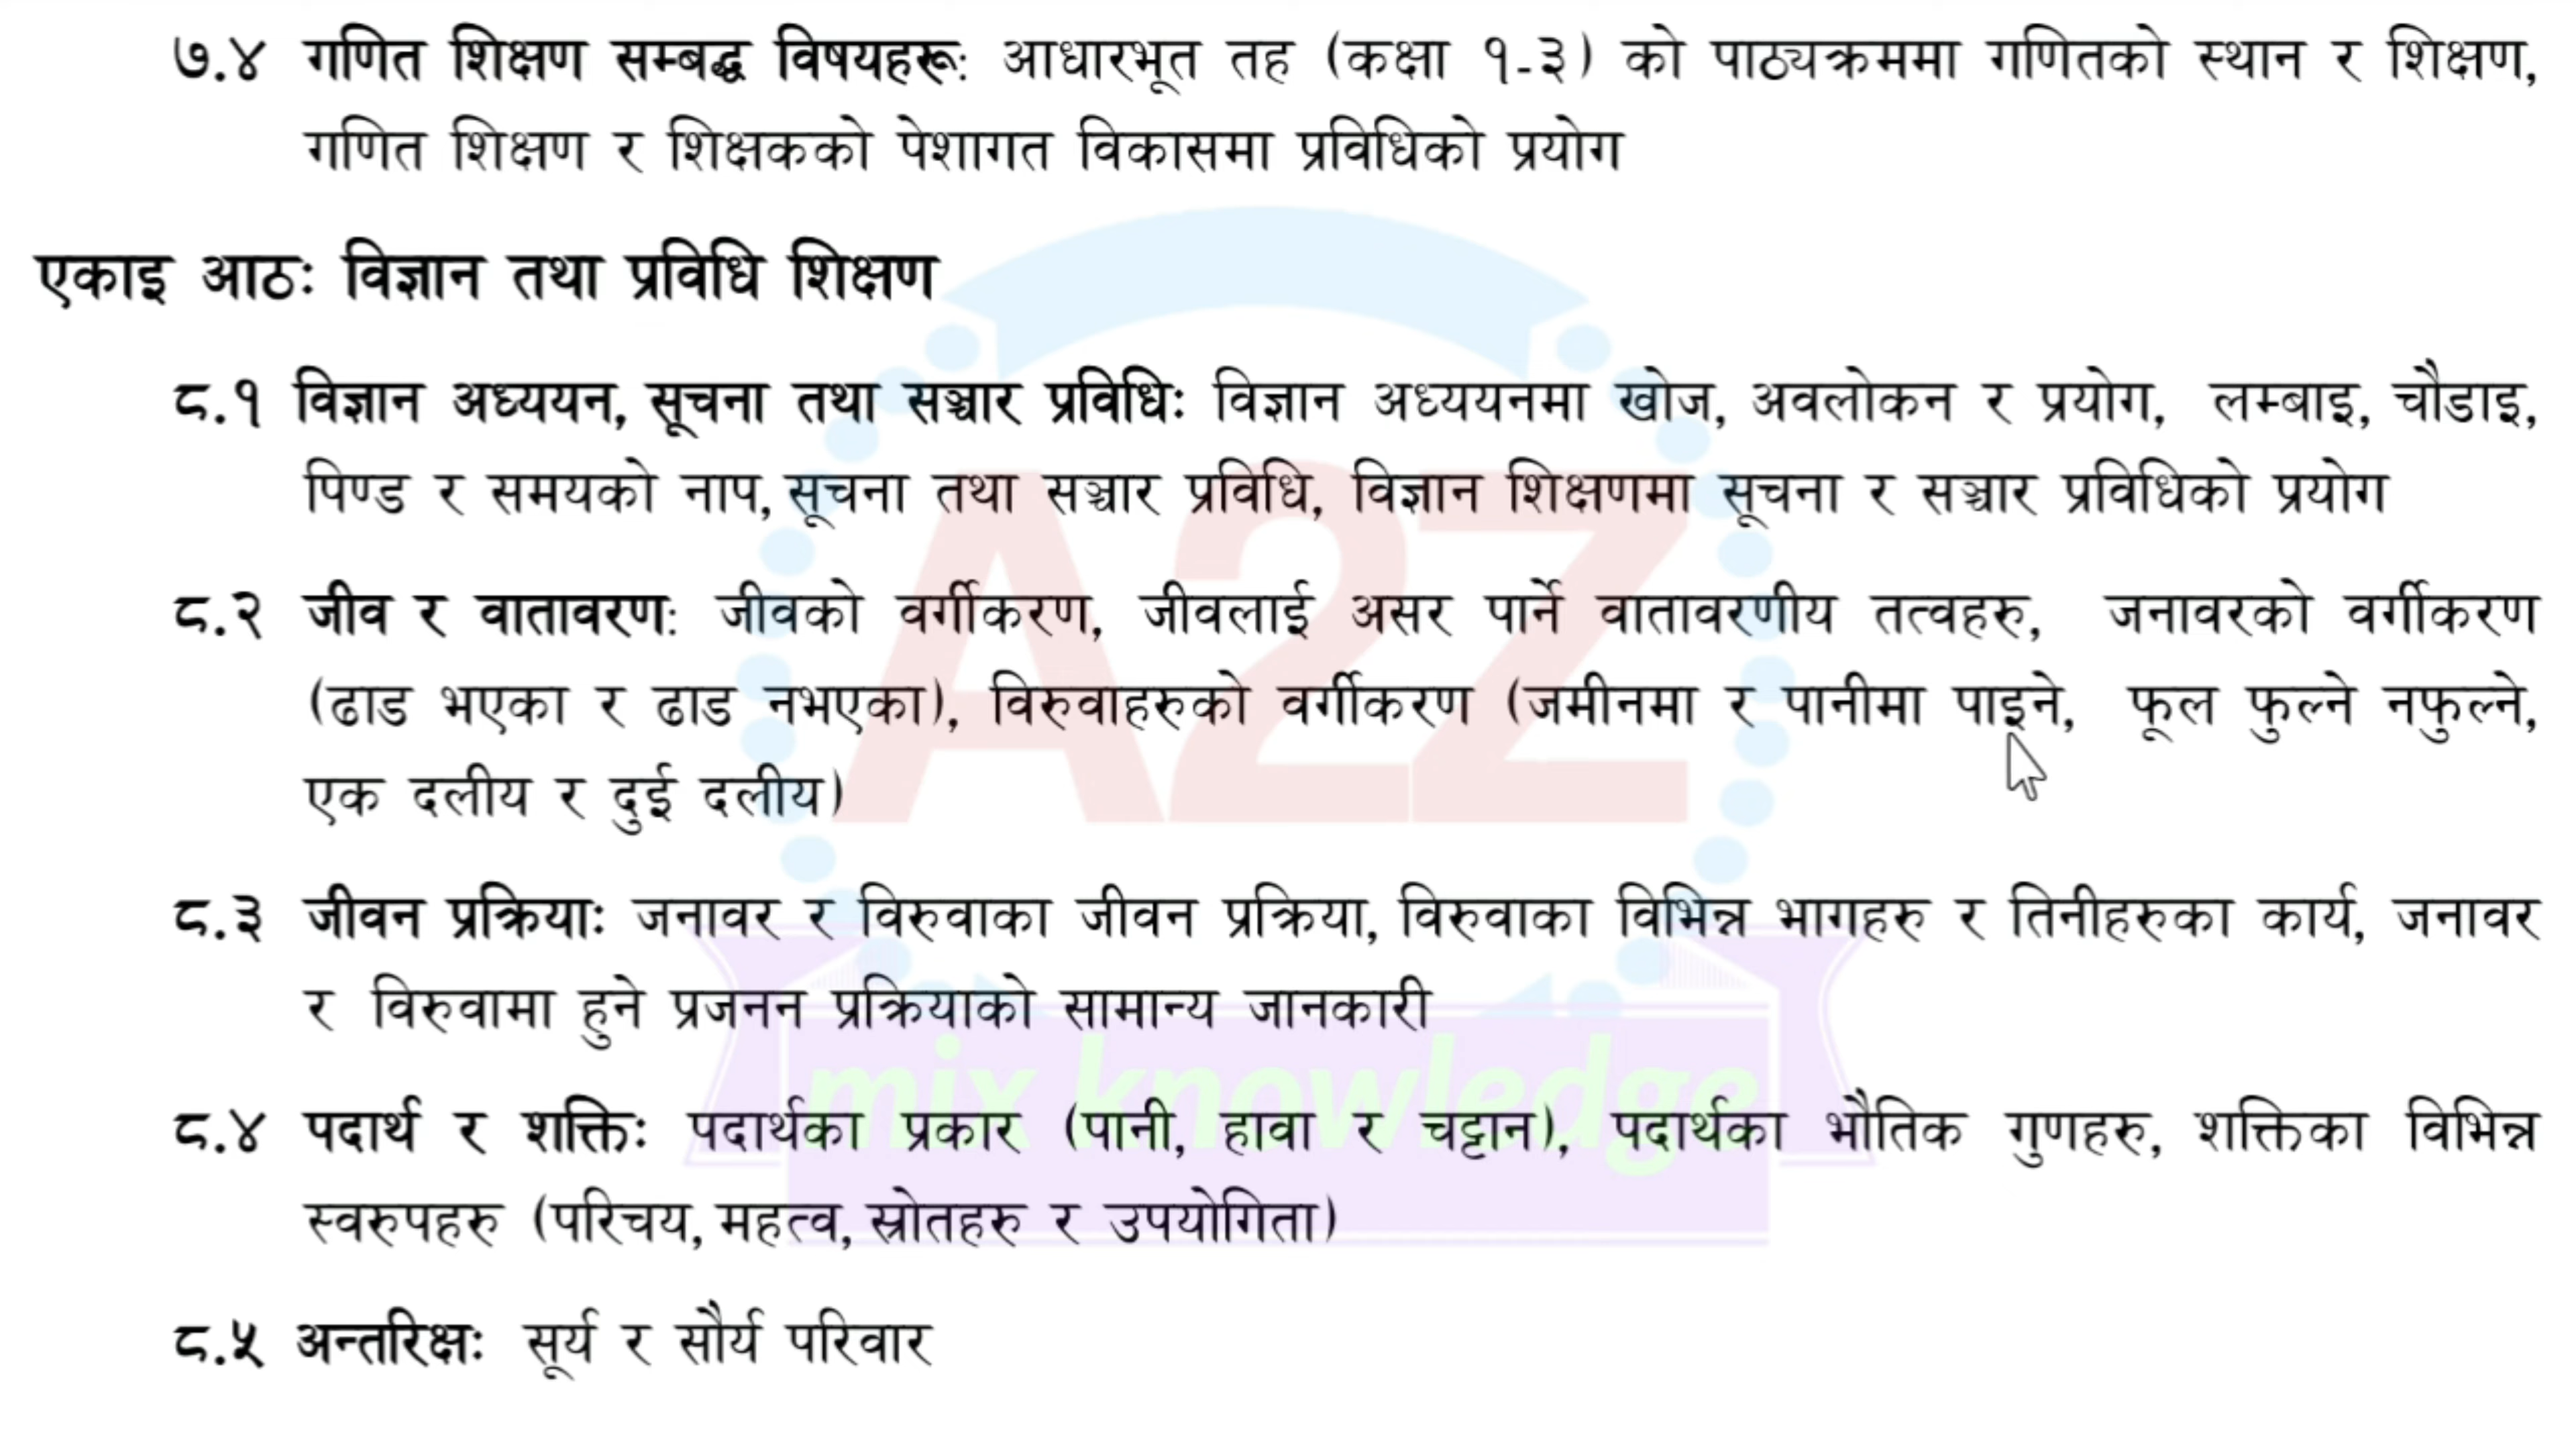 ७.४ गणित शिक्षण सम्बद्ध विषयहरू: आधारभूत तह (कक्षा १-३) को पाठ्यक्रममा गणितको स्थान र शिक्षण,
गणित शिक्षण र शिक्षकको पेशागत विकासमा प्रविधिको प्रयोग
एकाइ आठः विज्ञान तथा प्रविधि शिक्षण
८.१ विज्ञान अध्ययन, सूचना तथा सञ्चार प्रविधिः विज्ञान अध्ययनमा खोज, अवलोकन र प्रयोग, लम्बाइ, चौडाइ,
पिण्ड र समयको नाप, सूचना तथा सञ्चार प्रविधि, विज्ञान शिक्षणमा सूचना र सञ्चार प्रविधिको प्रयोग
८.२ जीव र वातावरण: जीवको वर्गीकरण, जीवलाई असर पार्ने वातावरणीय तत्वहरु, जनावरको वर्गीकरण
(ढाड भएका र ढाड नभएका), विरुवाहरुको वर्गीकरण (जमीनमा र पानीमा पाइने, फूल फुल्ने नफुल्ने,
एक दलीय र दुई दलीय)
८.३ जीवन प्रक्रियाः जनावर र विरुवाका जीवन प्रक्रिया, विरुवाका विभिन्न भागहरु र तिनीहरुका कार्य, जनावर
र विरुवामा हुने प्रजनन प्रक्रियाको सामान्य जानकारी
८.४ पदार्थ र शक्तिः पदार्थका प्रकार (पानी, हावा र चट्टान), पदार्थका भौतिक गुणहरु, शक्तिका विभिन्न
स्वरुपहरु (परिचय, महत्व, स्रोतहरु र उपयोगिता)
८.५ अन्तरिक्षः सूर्य र सौर्य परिवार
A2Z
mix knowledge